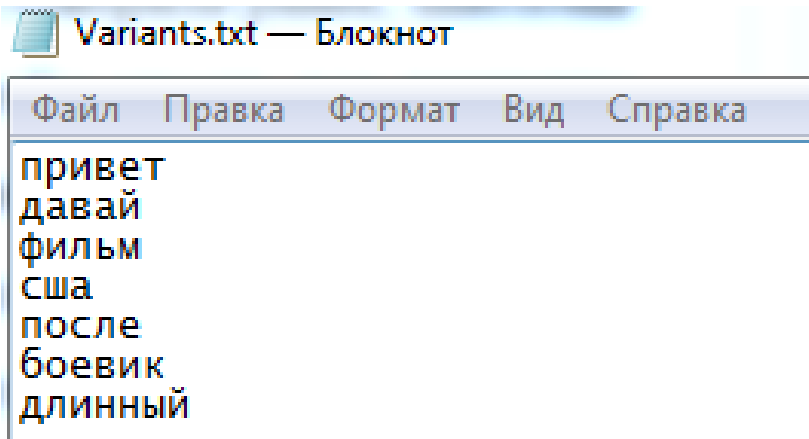 Variants.txt — Блокнот
Файл Правка Формат Вид Справка
привет
давай
фильм
сша
после
боевик
длинный